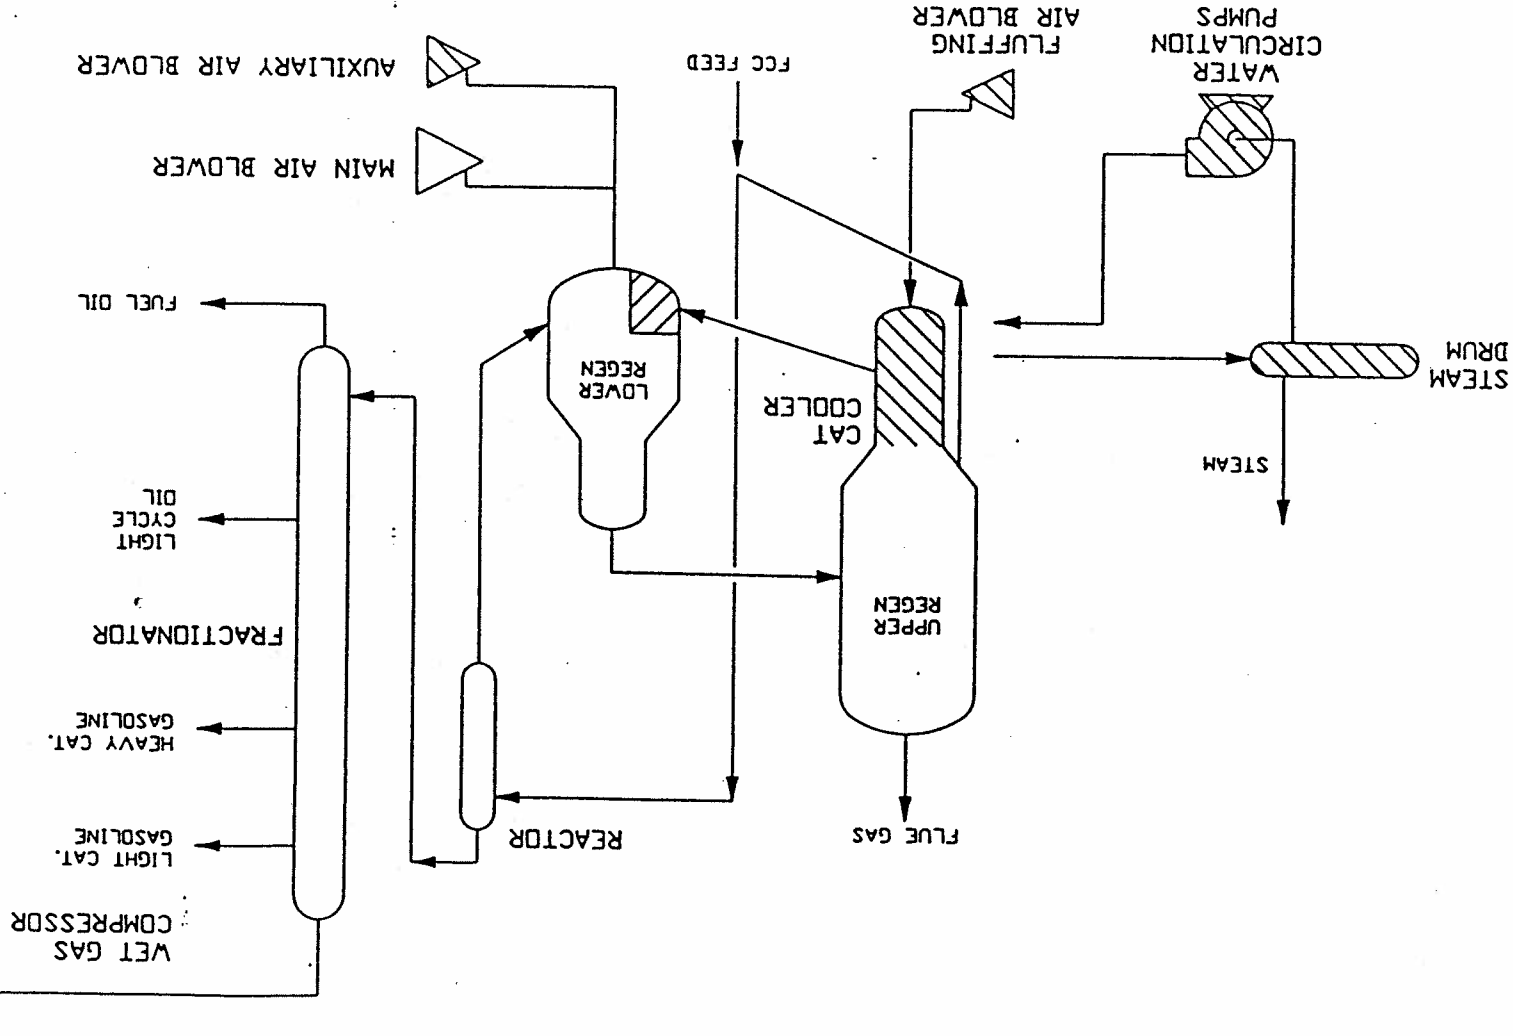 WET GAS
COMPRESSOR
LIGHT CAT.
GASOLINE
HEAVY CAT.
GASOLINE
FRACTIONATOR
LIGHT
CYCLE
OIL
FUEL OIL
REACTOR
FLUE GAS
UPPER
REGEN
LOWER
REGEN
CAT
COOLER
STEAM
STEAM
DRUM
MAIN AIR BLOWER
AUXILIARY AIR BLOWER
FCC FEED
FLUFFING
AIR BLOWER
WATER
CIRCULATION
PUMPS